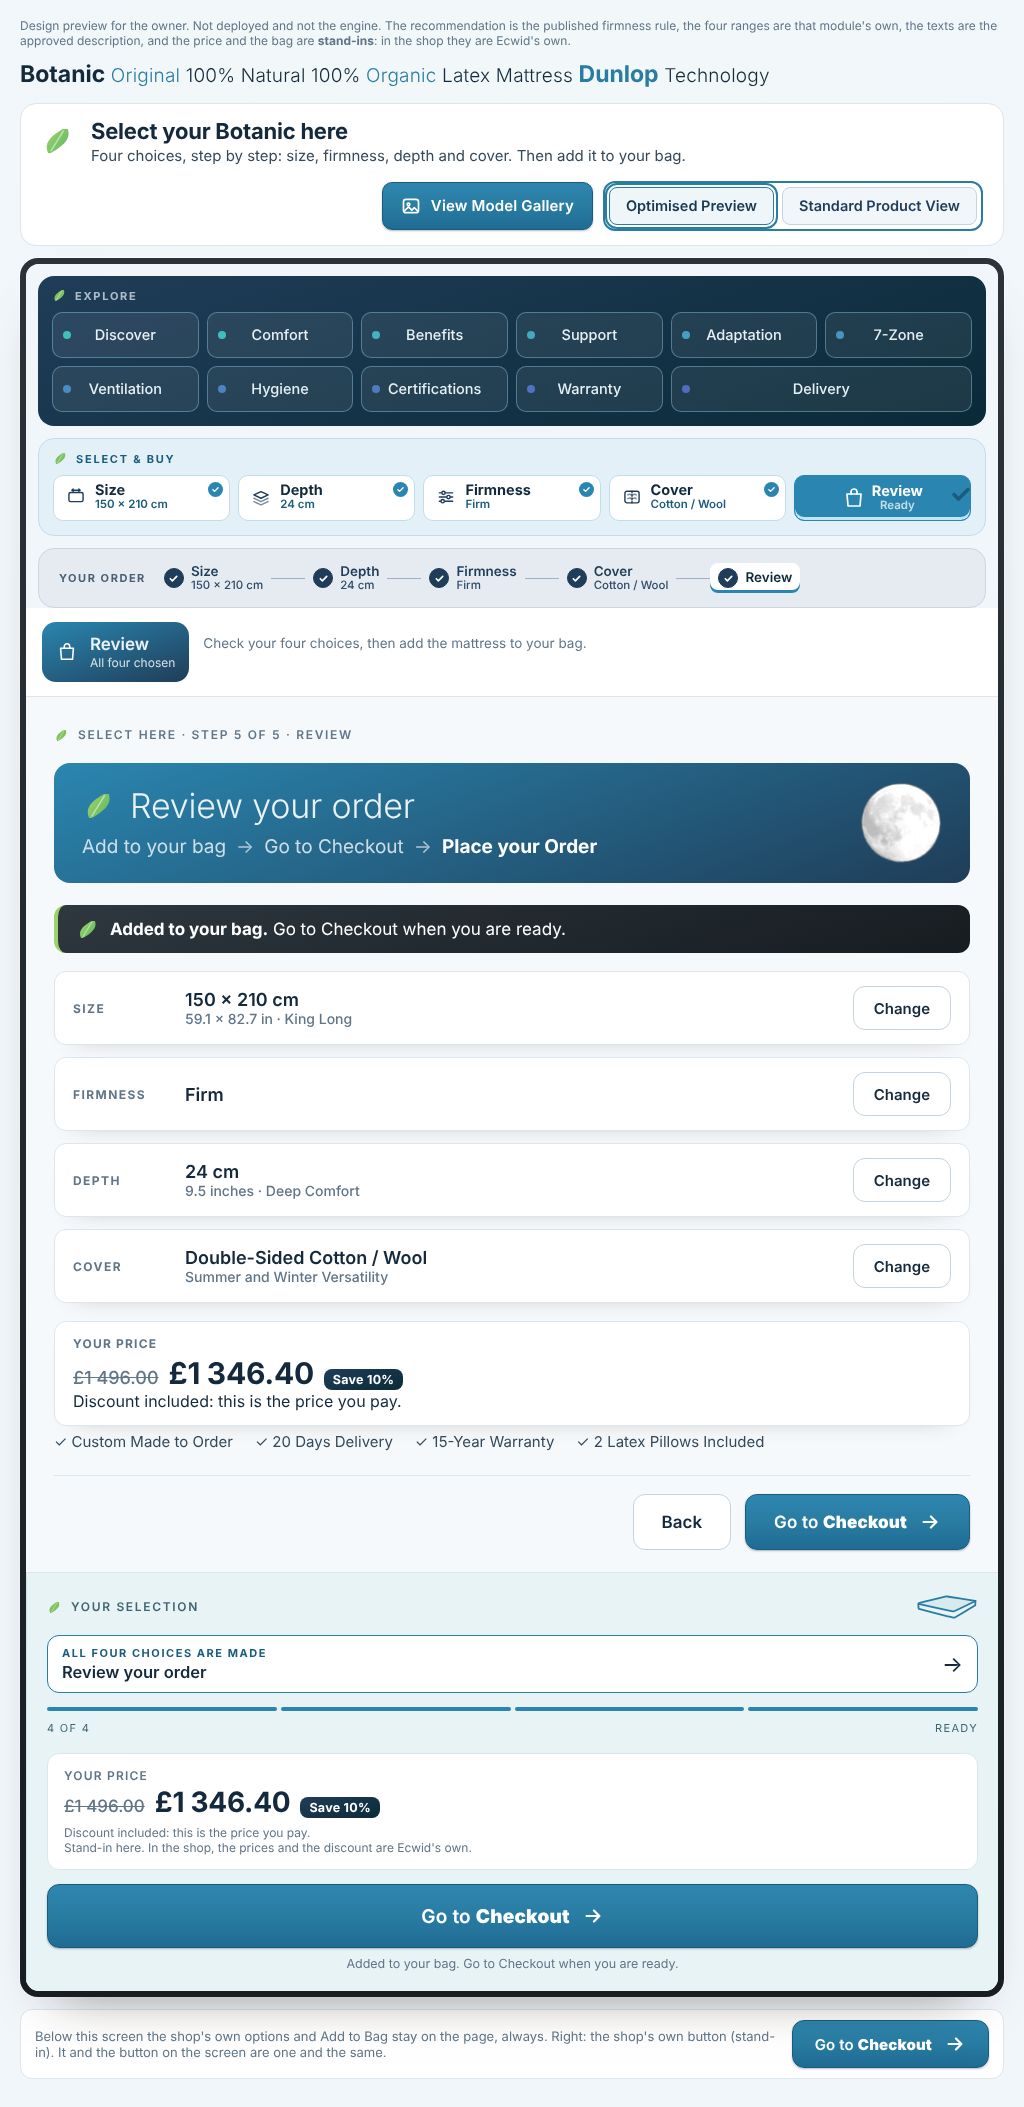 Design preview for the owner. Not deployed and not the engine. The recommendation is the published firmness rule, the four ranges are that module's own, the texts are the
approved description, and the price and the bag are stand-ins: in the shop they are Ecwid's own.
Botanic Original 100% Natural 100% Organic Latex Mattress Dunlop Technology
Select your Botanic here
Four choices, step by step: size, firmness, depth and cover. Then add it to your bag.
View Model Gallery
Optimised Preview
Standard Product View
EXPLORE
Discover
Comfort
Benefits
Support
Adaptation
7-Zone
Ventilation
Hygiene
Certifications
Warranty
Delivery
SELECT & BUY
Size
150 × 210 cm
Depth
24 cm
Firmness
Firm
Cover
Cotton / Wool
Review
Ready
YOUR ORDER
Size
150 × 210 cm
Depth
24 cm
Firmness
Firm
Cover
Cotton / Wool
Review
Review
All four chosen
Check your four choices, then add the mattress to your bag.
SELECT HERE · STEP 5 OF 5 · REVIEW
Review your order
Add to your bag → Go to Checkout → Place your Order
Added to your bag. Go to Checkout when you are ready.
SIZE
150 × 210 cm
59.1 × 82.7 in · King Long
Change
FIRMNESS
Firm
Change
DEPTH
24 cm
9.5 inches · Deep Comfort
Change
COVER
Double-Sided Cotton / Wool
Summer and Winter Versatility
Change
YOUR PRICE
£1 496.00 £1 346.40 Save 10%
Discount included: this is the price you pay.
✓ Custom Made to Order ✓ 20 Days Delivery ✓ 15-Year Warranty ✓ 2 Latex Pillows Included
Back
Go to Checkout →
YOUR SELECTION
ALL FOUR CHOICES ARE MADE
Review your order
4 OF 4
READY
YOUR PRICE
£1 496.00 £1 346.40 Save 10%
Discount included: this is the price you pay.
Stand-in here. In the shop, the prices and the discount are Ecwid's own.
Go to Checkout →
Added to your bag. Go to Checkout when you are ready.
Below this screen the shop's own options and Add to Bag stay on the page, always. Right: the shop's own button (stand-
in). It and the button on the screen are one and the same.
Go to Checkout →